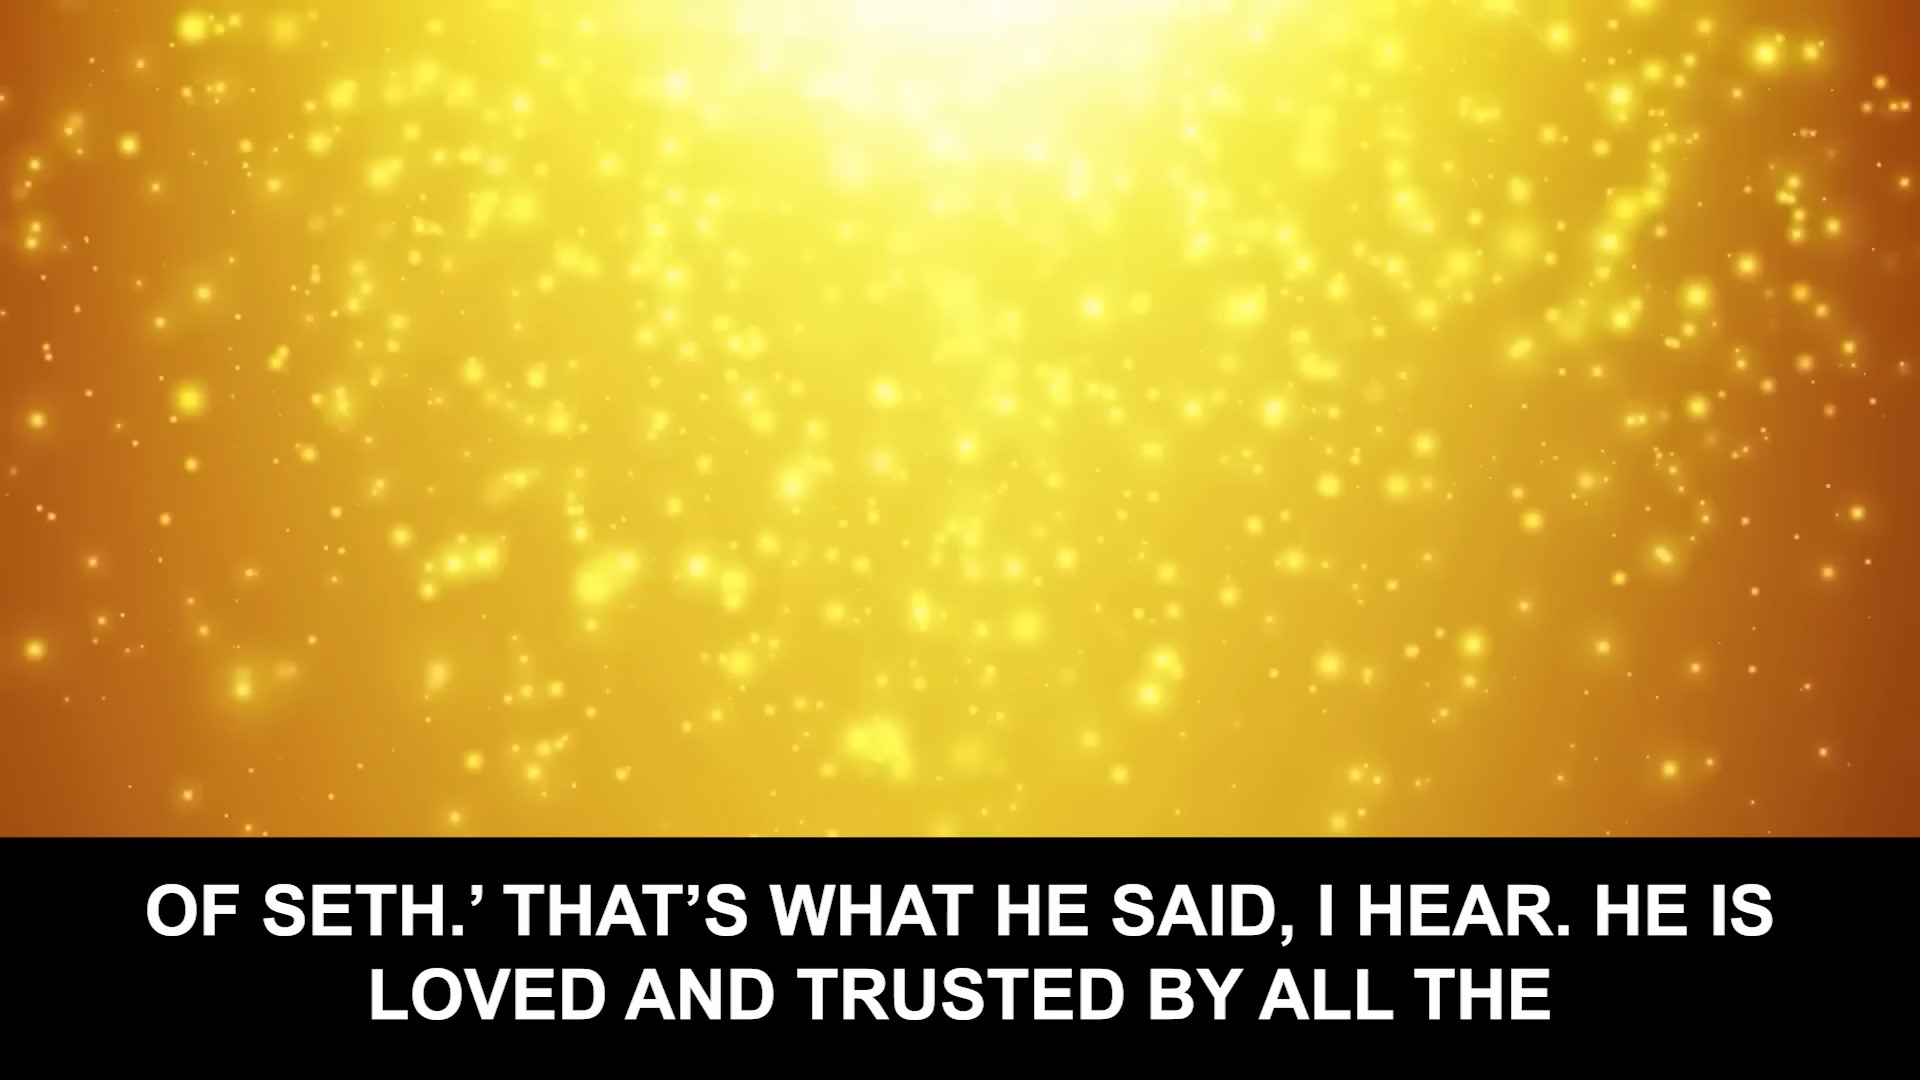 OF SETH.’ THAT’S WHAT HE SAID, I HEAR. HE IS
LOVED AND TRUSTED BY ALL THE